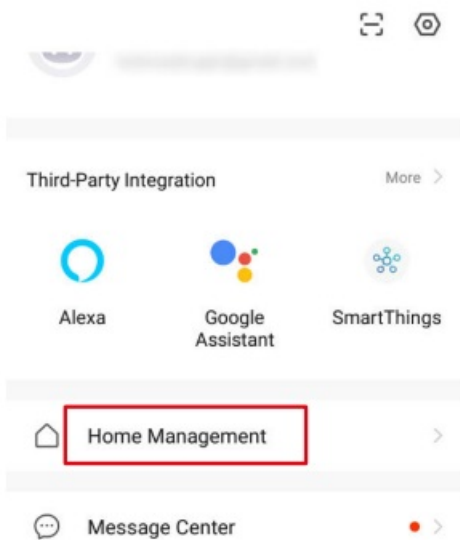 Third-Party Integration
More
Alexa
Google
Assistant
SmartThings
Home Management
Message Center